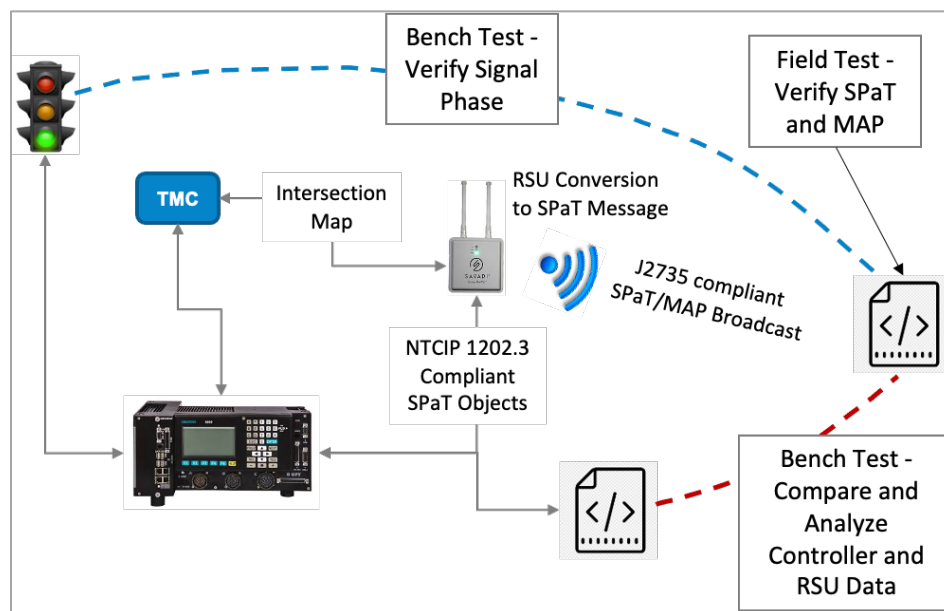 Bench Test -
Verify Signal
Phase
Field Test -
Verify SPaT
and MAP
TMC
Intersection
Map
RSU Conversion
to SPaT Message
J2735 compliant
SPaT/MAP Broadcast
NTCIP 1202.3
Compliant
SPaT Objects
</>
</>
Bench Test -
Compare and
Analyze
Controller and
RSU Data